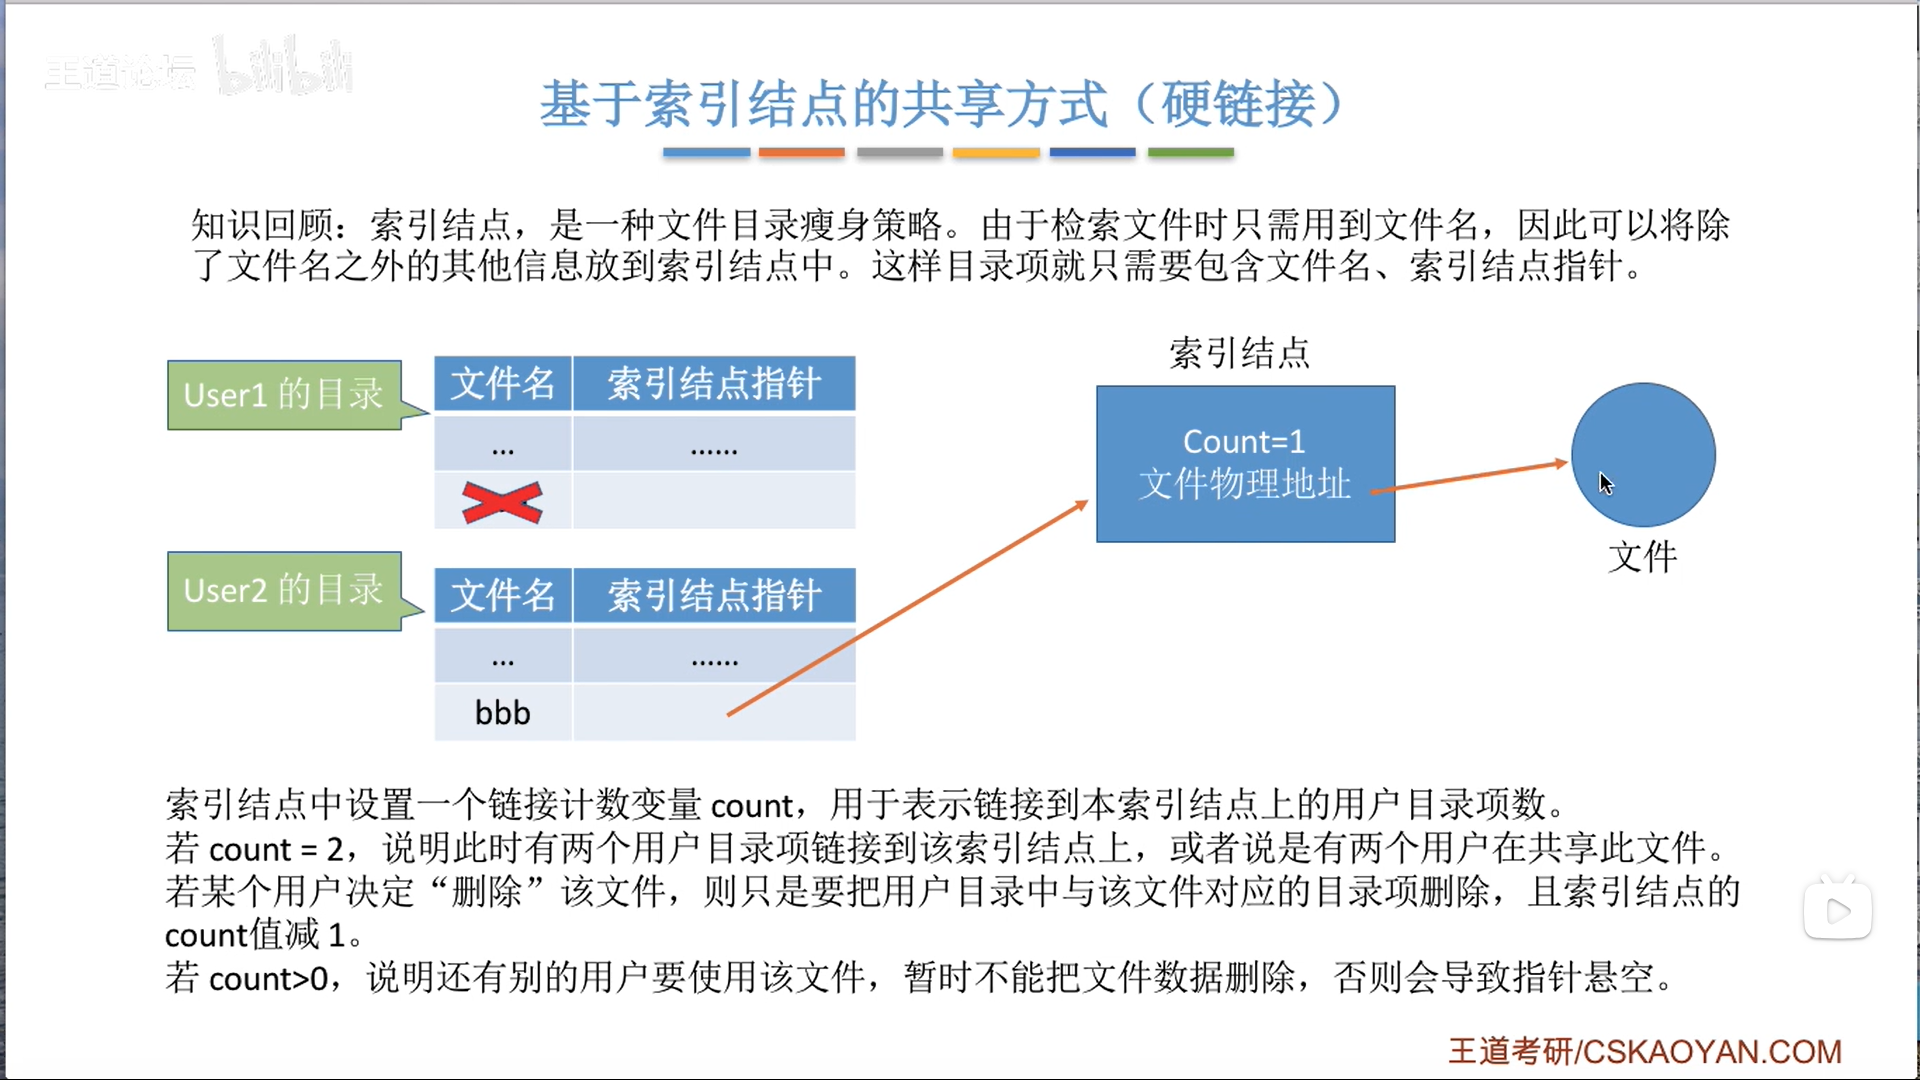 王道论坛 bilibili
基于索引结点的共享方式（硬链接）
知识回顾：索引结点，是一种文件目录瘦身策略。由于检索文件时只需用到文件名，因此可以将除
了文件名之外的其他信息放到索引结点中。这样目录项就只需要包含文件名、索引结点指针。
User1 的目录
文件名 索引结点指针
... ......
User2 的目录
文件名 索引结点指针
... ......
bbb
索引结点
Count=1
文件物理地址
文件
索引结点中设置一个链接计数变量 count，用于表示链接到本索引结点上的用户目录项数。
若 count = 2，说明此时有两个用户目录项链接到该索引结点上，或者说是有两个用户在共享此文件。
若某个用户决定“删除”该文件，则只是要把用户目录中与该文件对应的目录项删除，且索引结点的
count值减 1。
若 count>0，说明还有别的用户要使用该文件，暂时不能把文件数据删除，否则会导致指针悬空。
王道考研/CSKAOYAN.COM